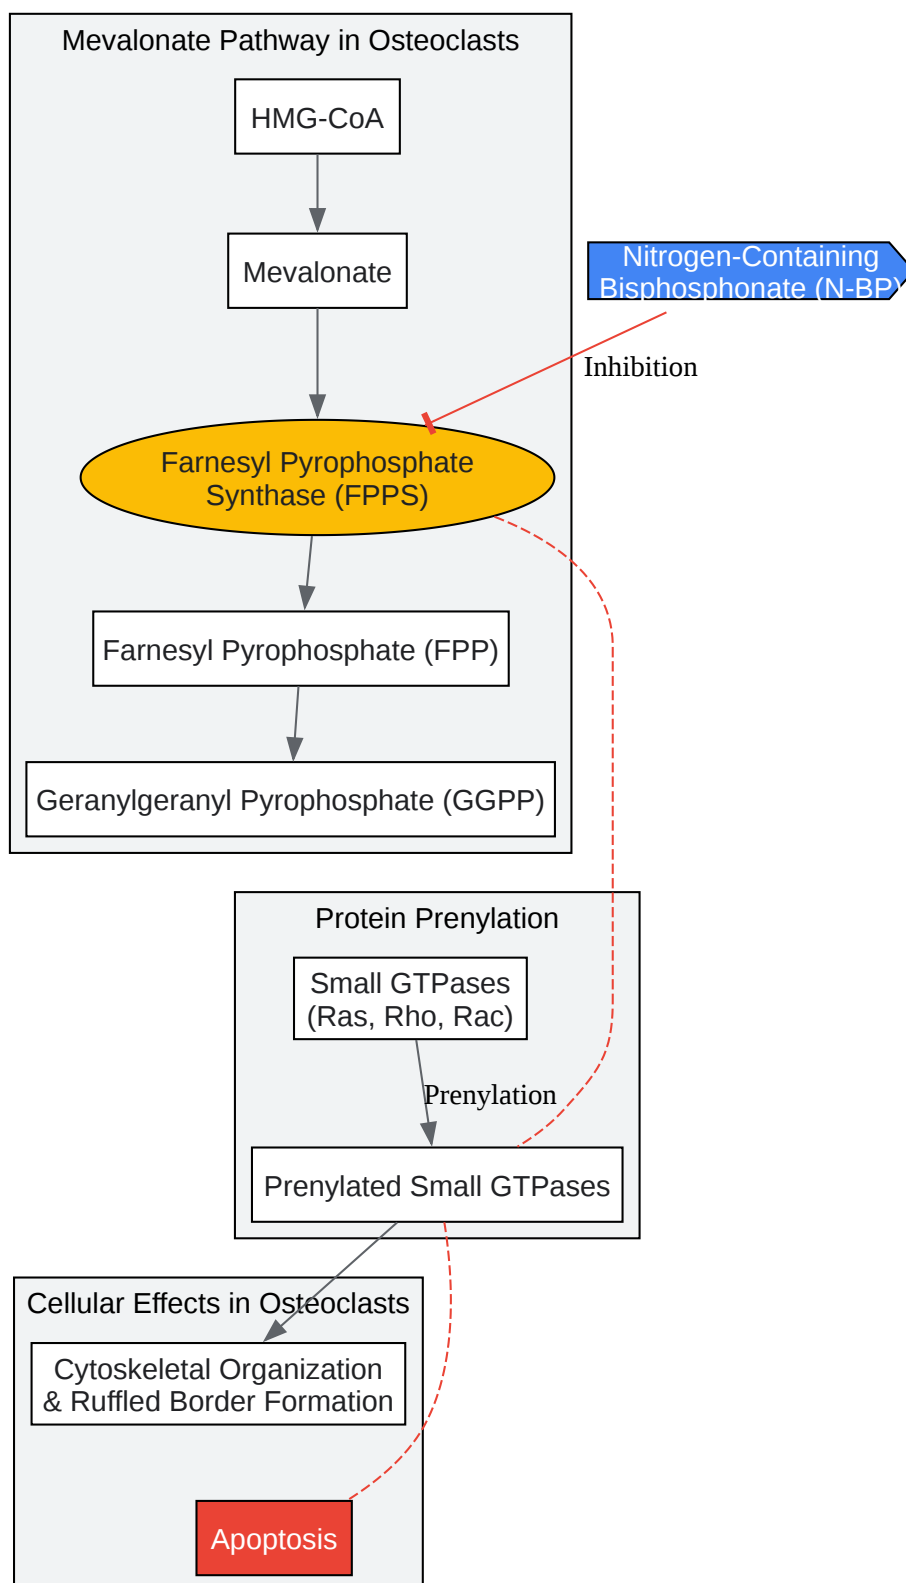 Mevalonate Pathway in Osteoclasts
HMG-CoA
Mevalonate
Nitrogen-Containing
Bisphosphonate (N-BP)
Inhibition
Farnesyl Pyrophosphate
Synthase (FPPS)
Farnesyl Pyrophosphate (FPP)
Geranylgeranyl Pyrophosphate (GGPP)
Protein Prenylation
Small GTPases
(Ras, Rho, Rac)
Prenylation
Prenylated Small GTPases
Cellular Effects in Osteoclasts
Cytoskeletal Organization
& Ruffled Border Formation
Apoptosis